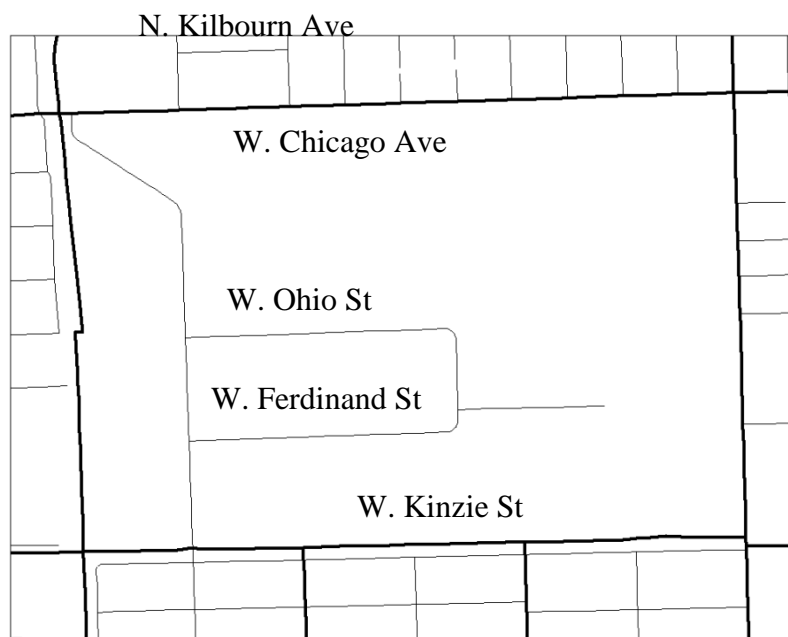 N. Kilbourn Ave
W. Chicago Ave
W. Ohio St
W. Ferdinand St
W. Kinzie St